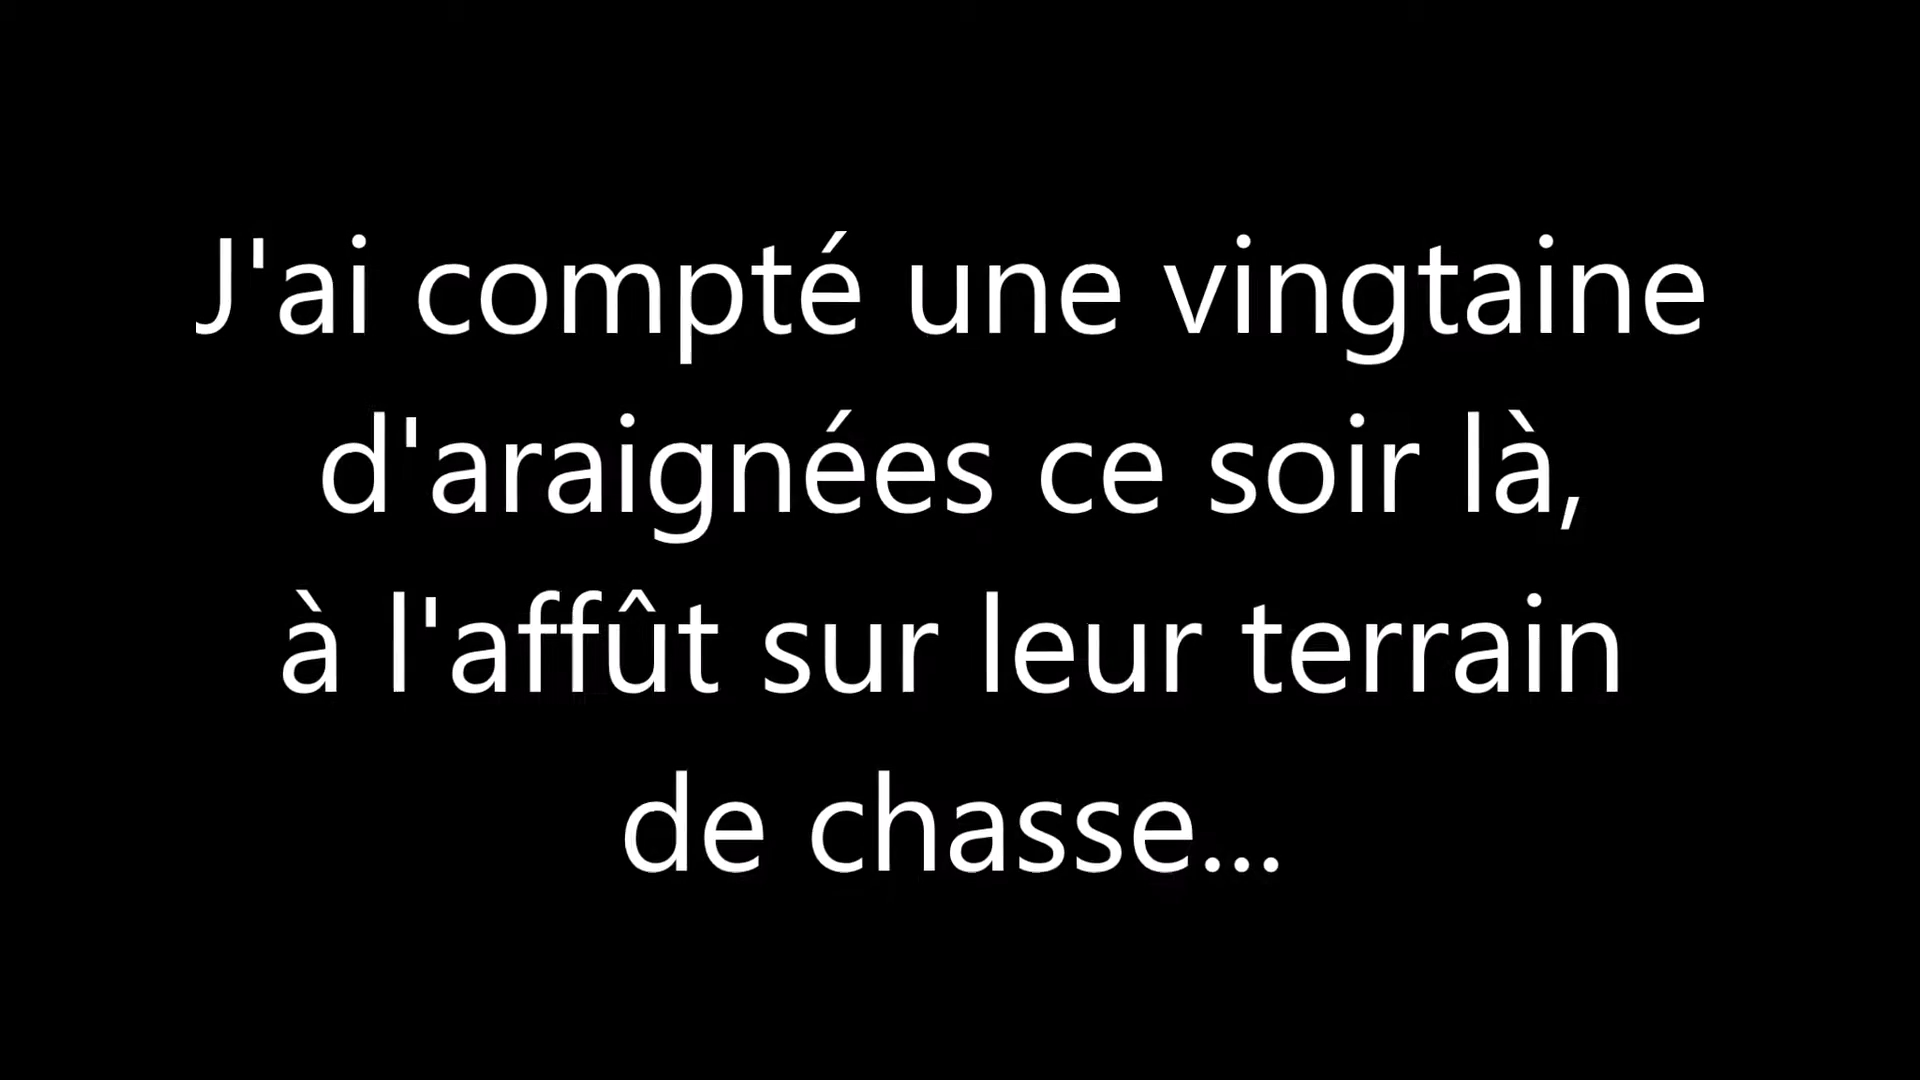 J'ai compté une vingtaine
d'araignées ce soir là,
à l'affût sur leur terrain
de chasse...